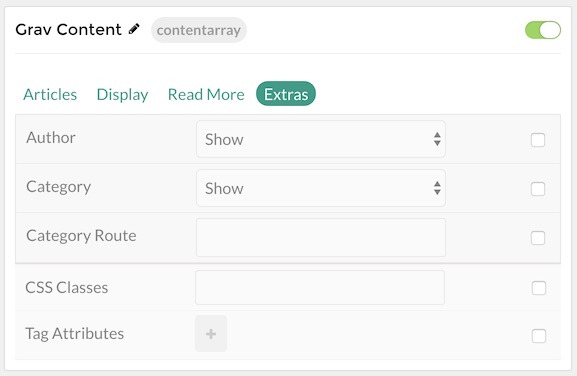 Grav Content contentarray
Articles Display Read More Extras
Author Show
Category Show
Category Route
CSS Classes
Tag Attributes +